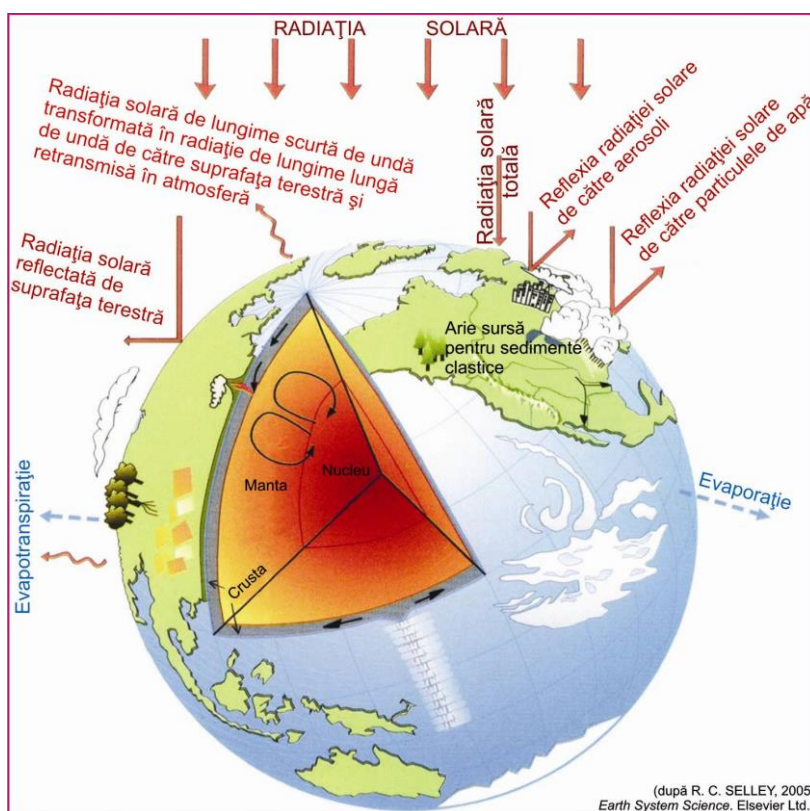 RADIAŢIA SOLARĂ
Radiaţia solară de lungime scurtă de undă
transformată în radiaţie de lungime lungă
de undă de către suprafaţa terestră şi
retransmisă în atmosferă
Radiaţia solară
reflectată de
suprafaţa terestră
Radiaţia solară
totală
Reflexia radiaţiei solare
de către aerosoli
Reflexia radiaţiei solare
de către particulele de apă
Arie sursă
pentru sedimente
clastice
Manta
Nucleu
Crusta
Evapotranspiraţie
Evaporaţie
(după R. C. SELLEY, 2005
Earth System Science. Elsevier Ltd